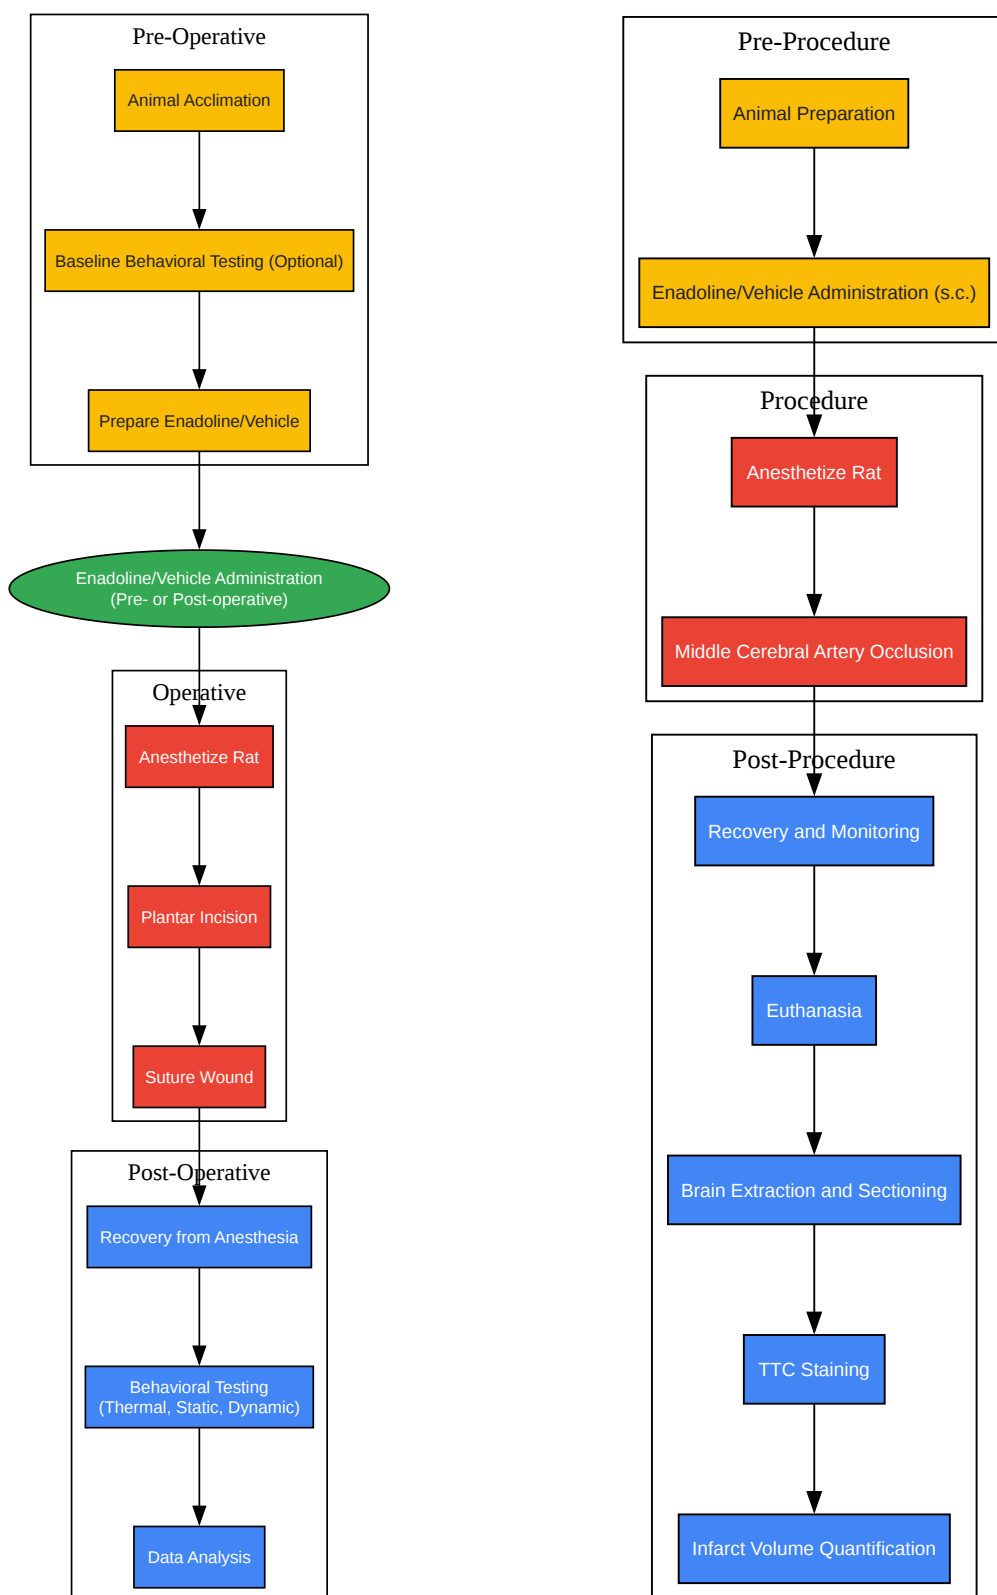 Pre-Operative
Animal Acclimation
Baseline Behavioral Testing (Optional)
Prepare Enadoline/Vehicle
Enadoline/Vehicle Administration
(Pre- or Post-operative)
Operative
Anesthetize Rat
Plantar Incision
Suture Wound
Post-Operative
Recovery from Anesthesia
Behavioral Testing
(Thermal, Static, Dynamic)
Data Analysis
Pre-Procedure
Animal Preparation
Enadoline/Vehicle Administration (s.c.)
Procedure
Anesthetize Rat
Middle Cerebral Artery Occlusion
Post-Procedure
Recovery and Monitoring
Euthanasia
Brain Extraction and Sectioning
TTC Staining
Infarct Volume Quantification